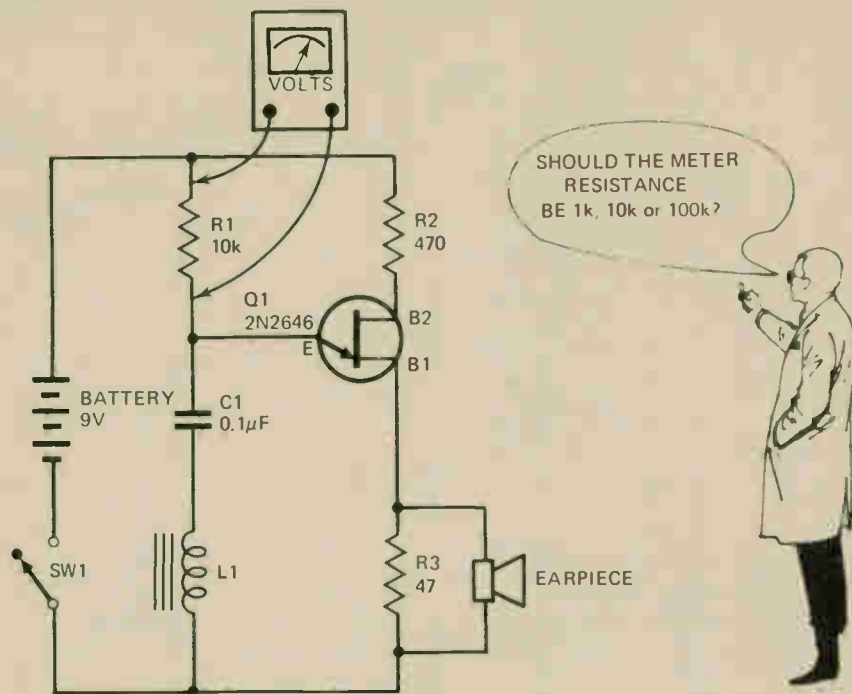 VOLTS
SHOULD THE METER
RESISTANCE
BE 1k, 10k or 100k?
R1
10k
R2
470
Q1
2N2646
E
B2
B1
BATTERY
9V
C1
0.1μF
SW1
L1
R3
47
EARPIECE